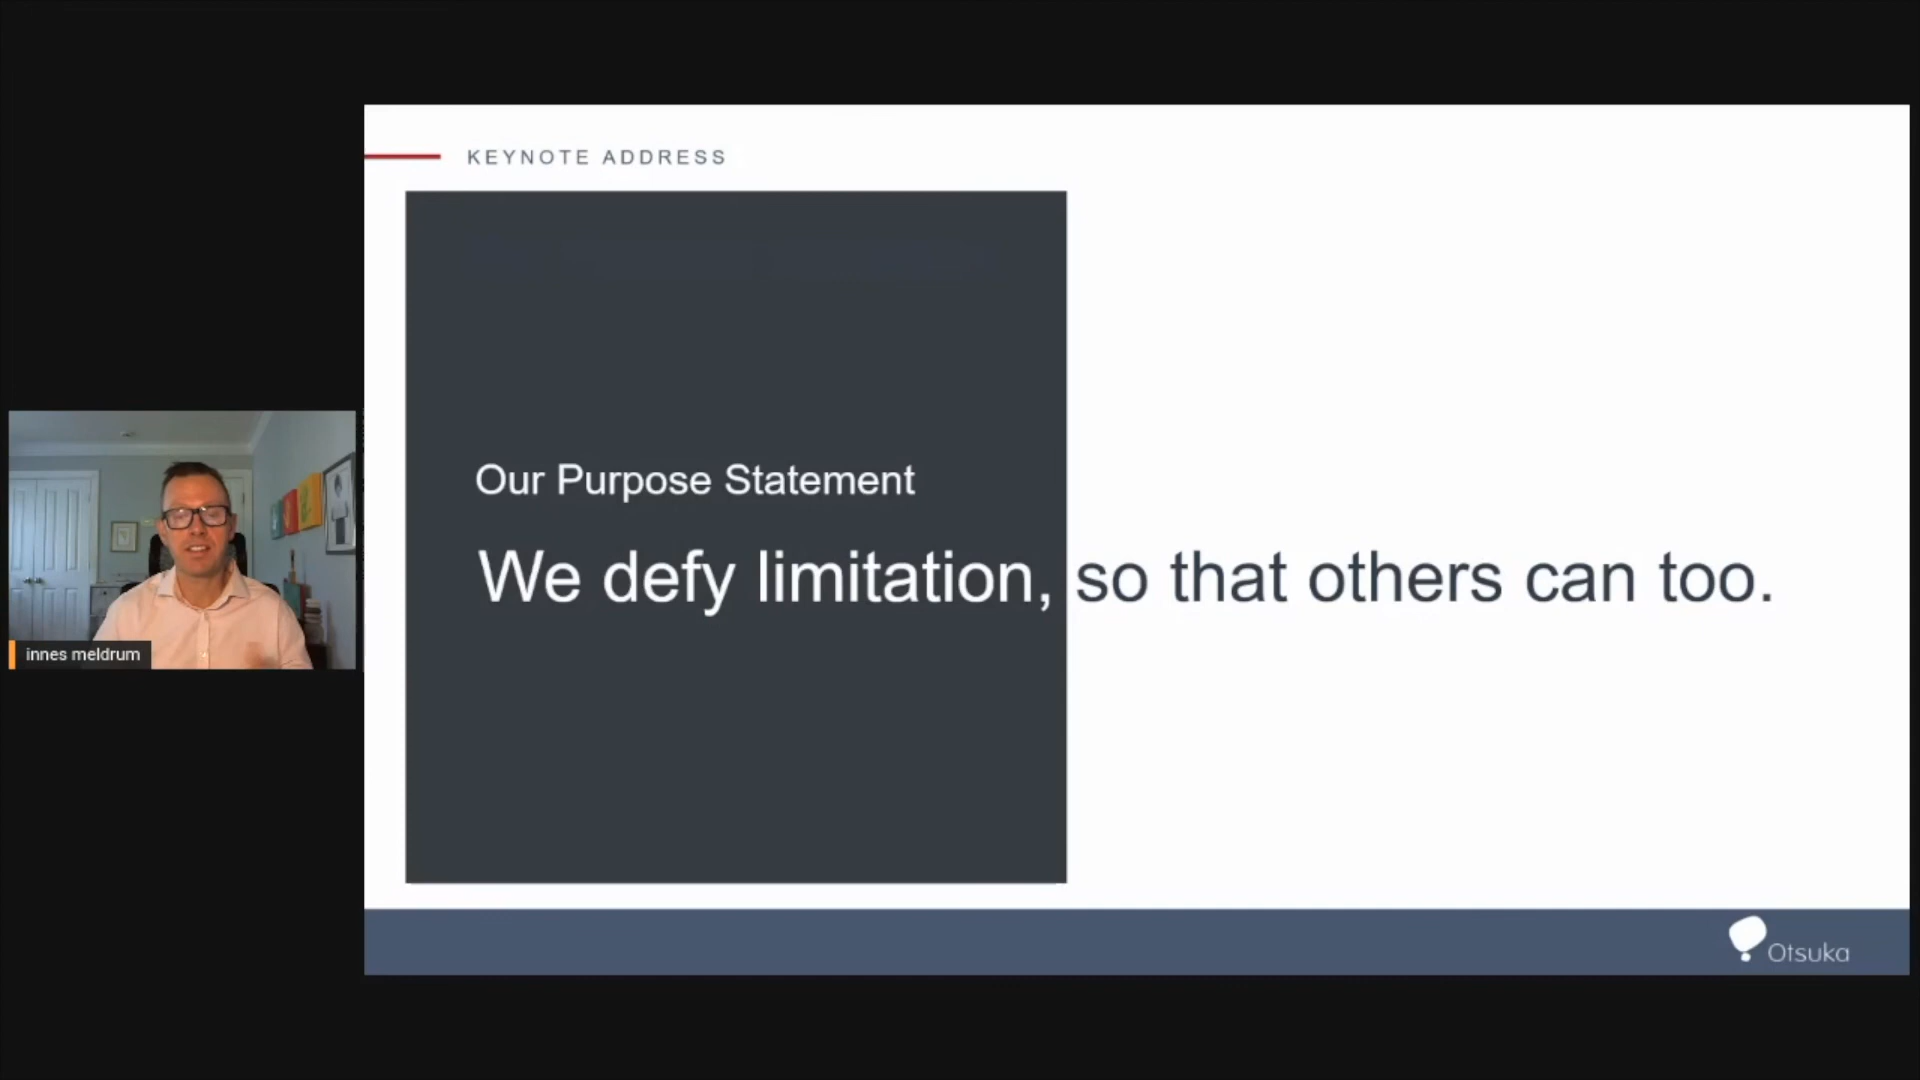 KEYNOTE ADDRESS
Our Purpose Statement
We defy limitation, so that others can too.
innes meldrum
Otsuka